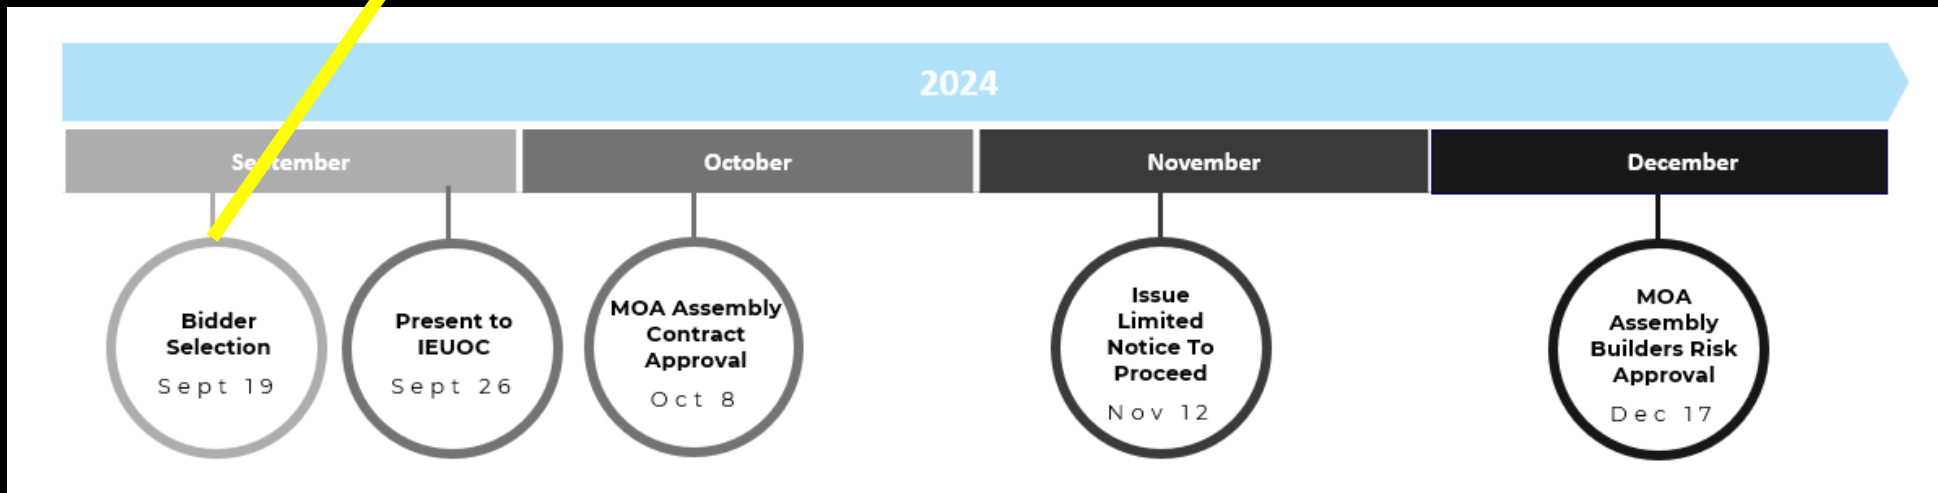 2024
September
October
November
December
Bidder
Selection
Sept 19
Present to
IEUOC
Sept 26
MOA Assembly
Contract
Approval
Oct 8
Issue
Limited
Notice To
Proceed
Nov 12
MOA
Assembly
Builders Risk
Approval
Dec 17